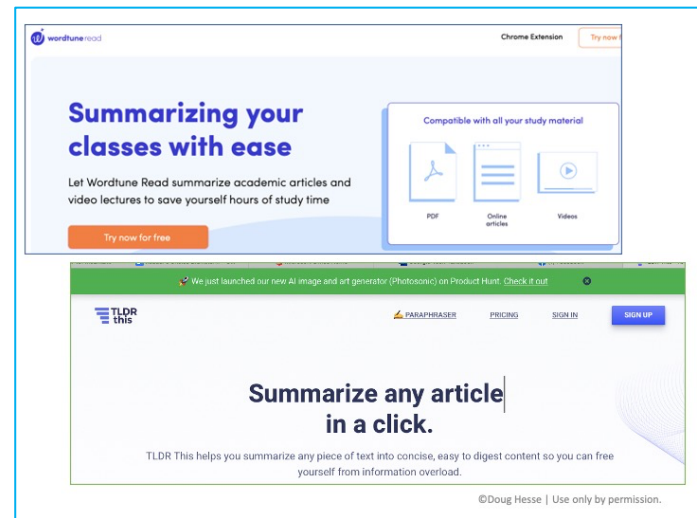 wordtune read
Chrome Extension
Try now f
Summarizing your
classes with ease
Let Wordtune Read summarize academic articles and
video lectures to save yourself hours of study time
Try now for free
Compatible with all your study material
PDF
Online
articles
Videos
We just launched our new AI image and art generator (Photosonic) on Product Hunt. Check it out
TLDR
this
PARAPHRASER
PRICING
SIGN IN
SIGN UP
Summarize any article
in a click.
TLDR This helps you summarize any piece of text into concise, easy to digest content so you can free
yourself from information overload.
©Doug Hesse | Use only by permission.